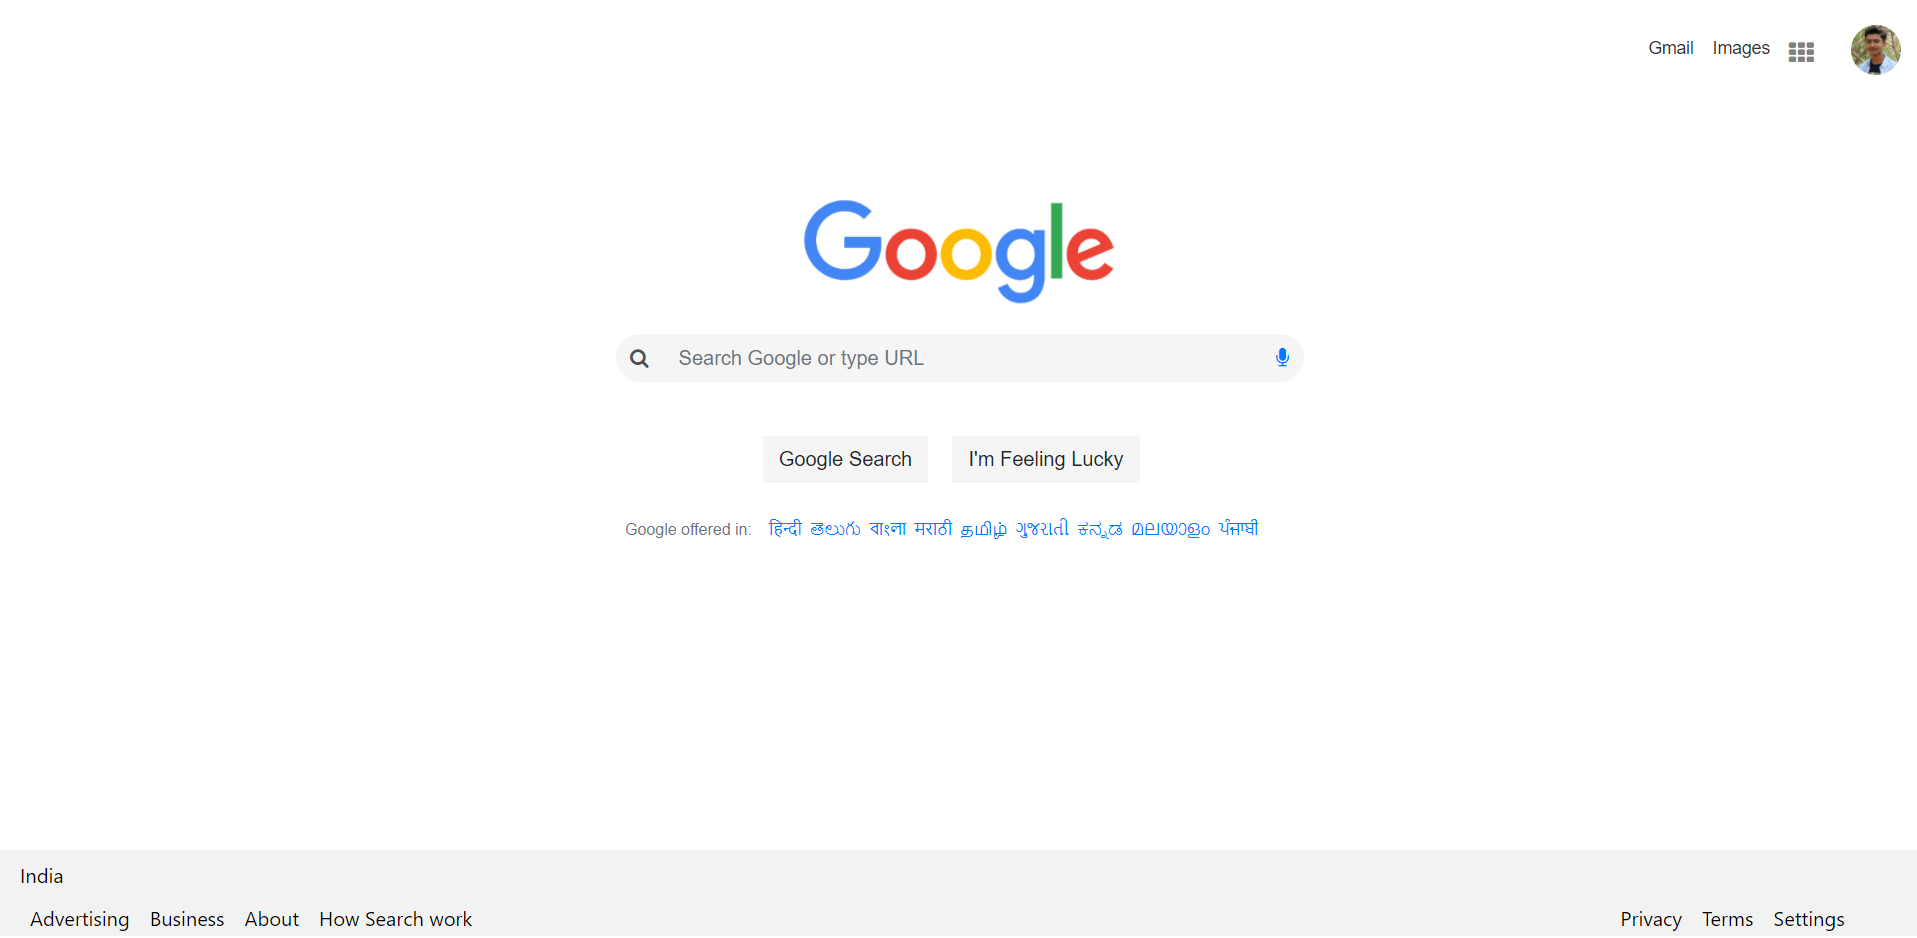 Gmail Images
Google
Search Google or type URL
Google Search I'm Feeling Lucky
Google offered in: हिन्दी తెలుగు বাংলা मराठी தமிழ் ગુજરાતી ಕನ್ನಡ മലയാളം ਪੰਜਾਬੀ
India
Advertising Business About How Search work Privacy Terms Settings